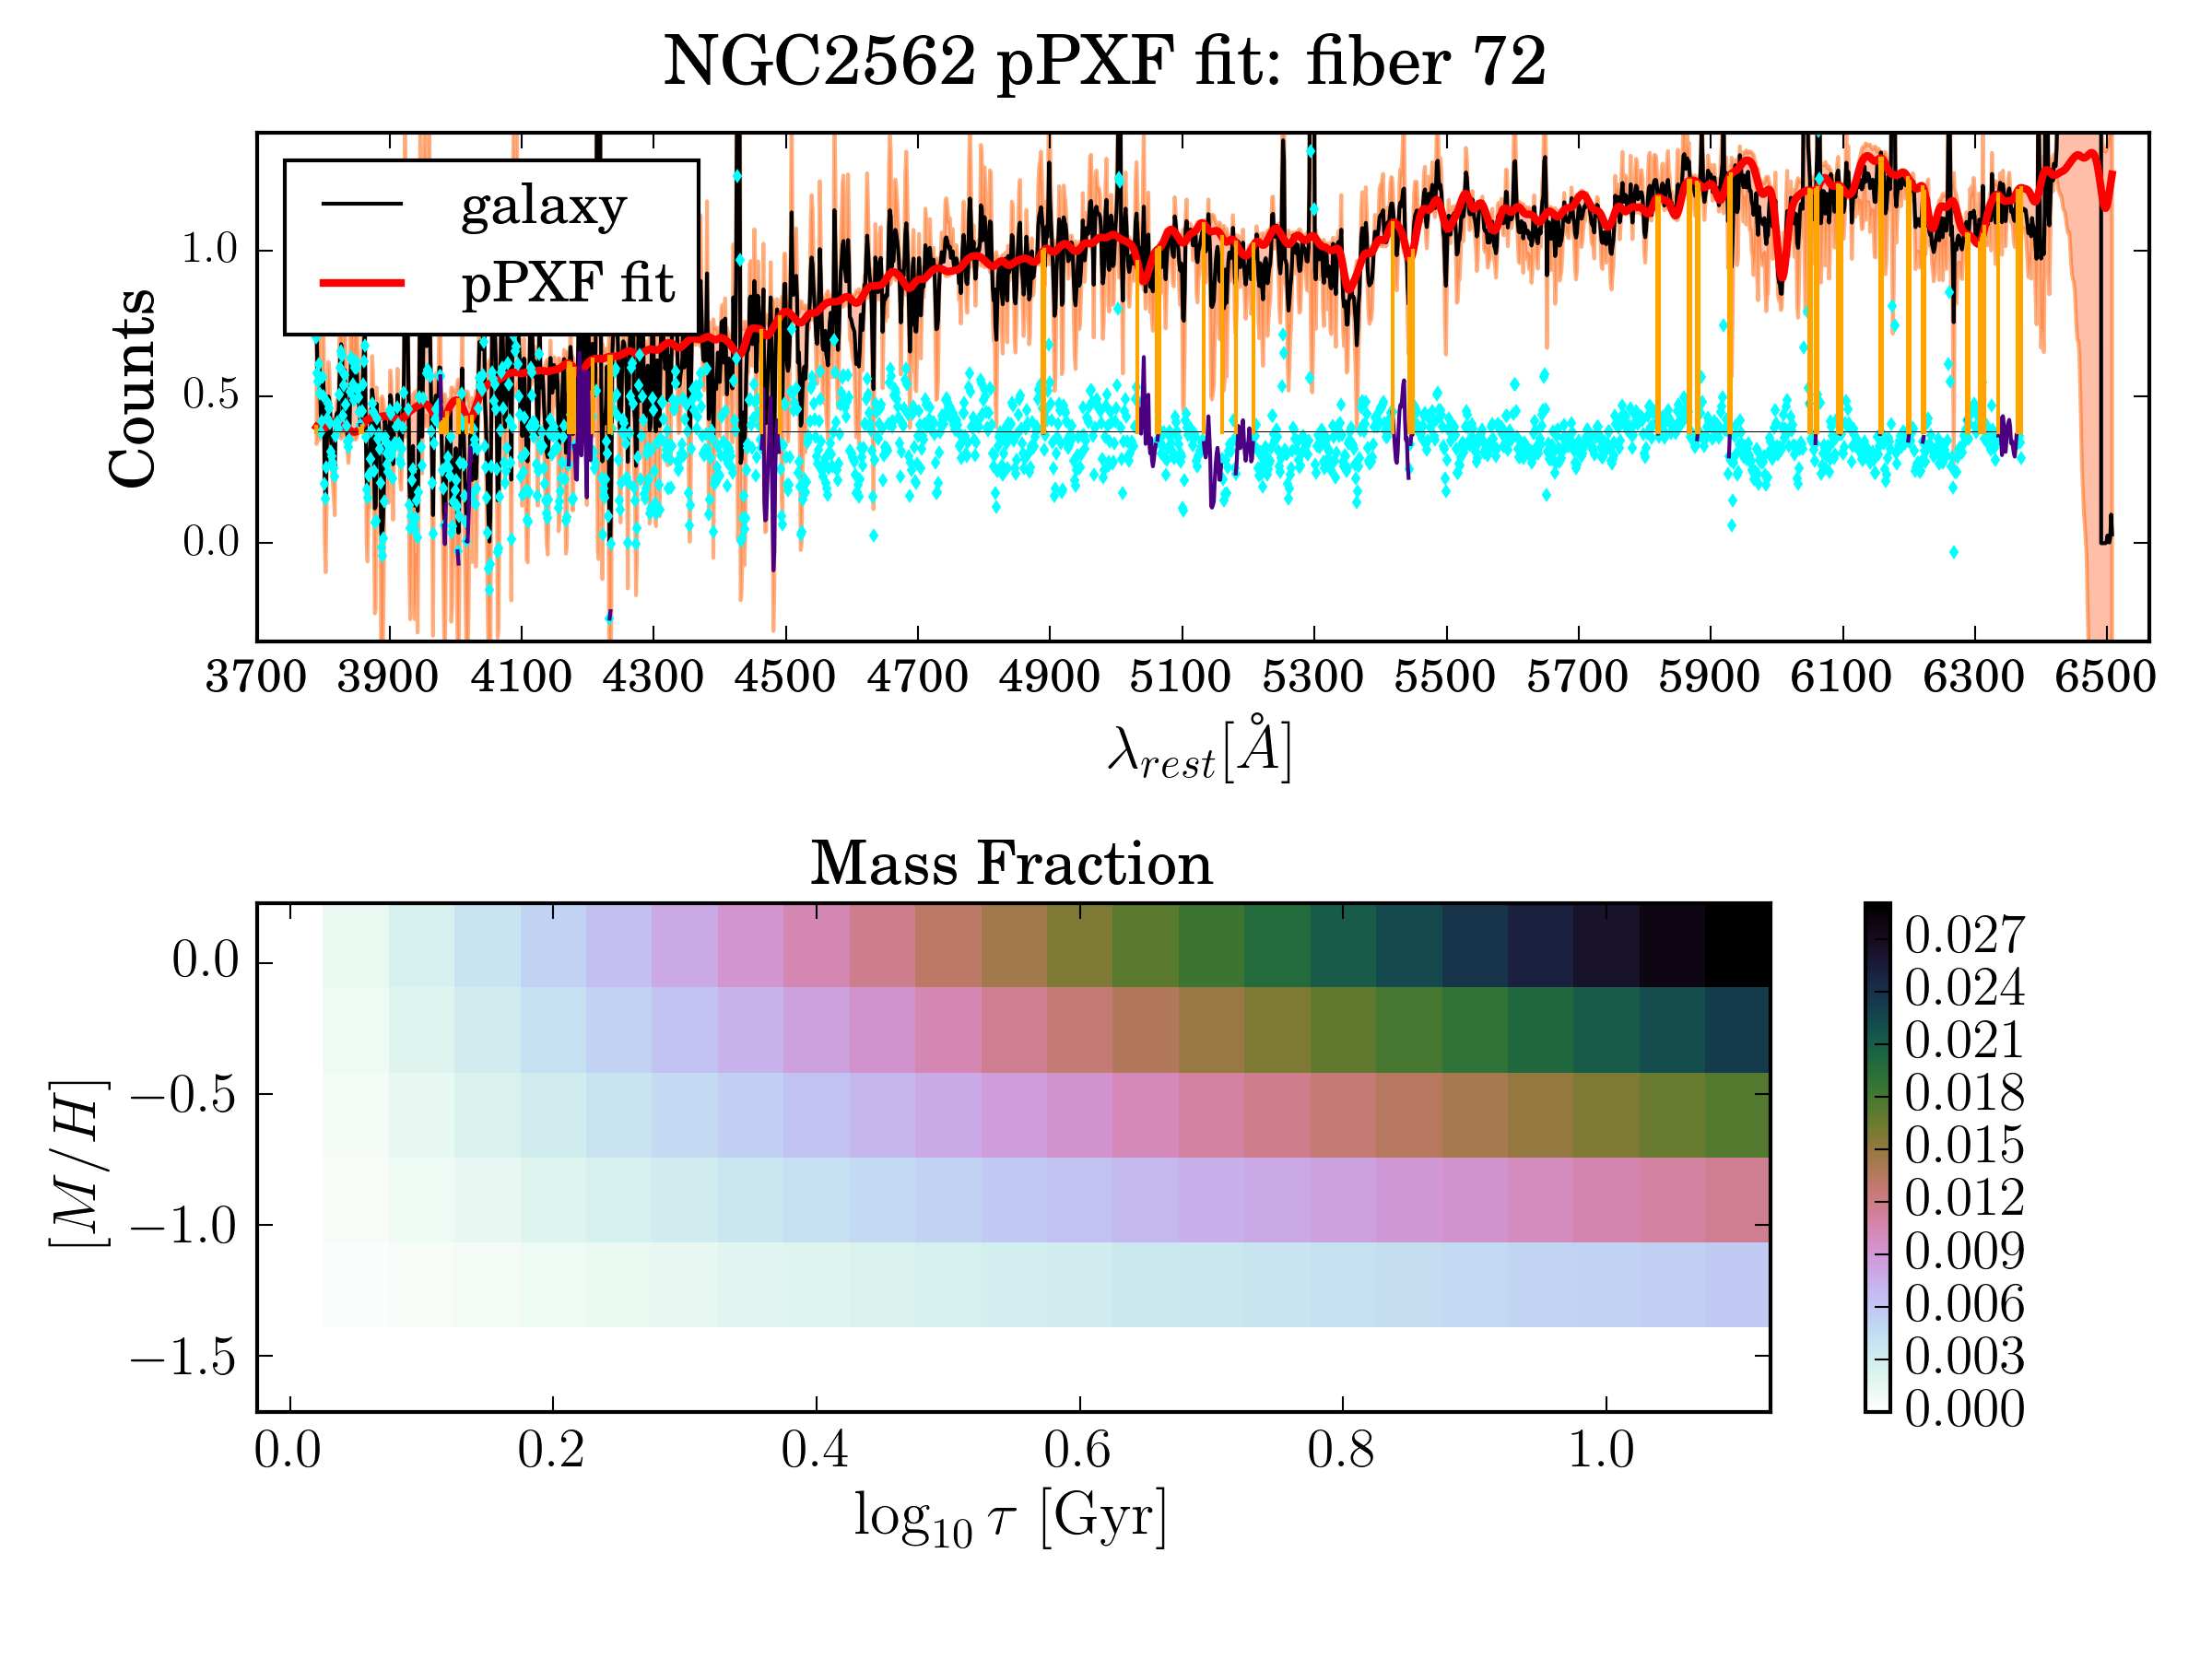 NGC2562 pPXF fit: fiber 72
galaxy
pPXF fit
Counts
1.0
0.5
0.0
3700 3900 4100 4300 4500 4700 4900 5100 5300 5500 5700 5900 6100 6300 6500
λrest[Å]
Mass Fraction
[M/H]
0.0
−0.5
−1.0
−1.5
0.0 0.2 0.4 0.6 0.8 1.0
log10 τ [Gyr]
0.027
0.024
0.021
0.018
0.015
0.012
0.009
0.006
0.003
0.000